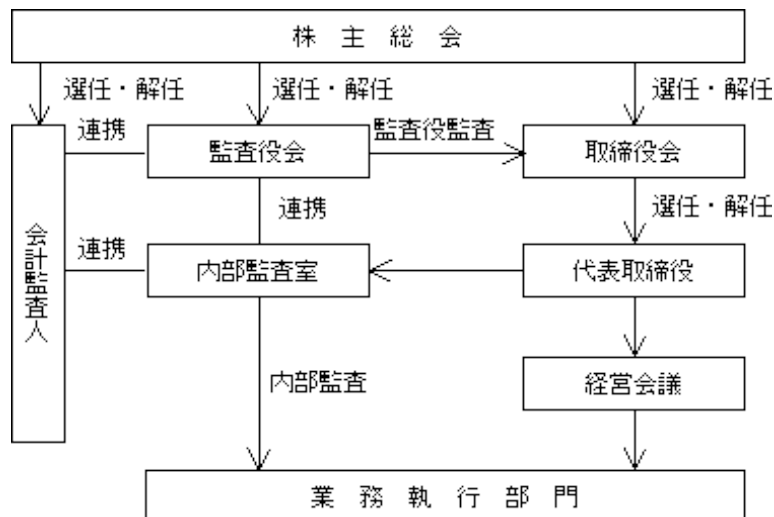 株主総会
選任・解任
選任・解任
選任・解任
連携
監査役会
監査役監査
取締役会
連携
選任・解任
会計監査人
連携
内部監査室
代表取締役
内部監査
経営会議
業務執行部門